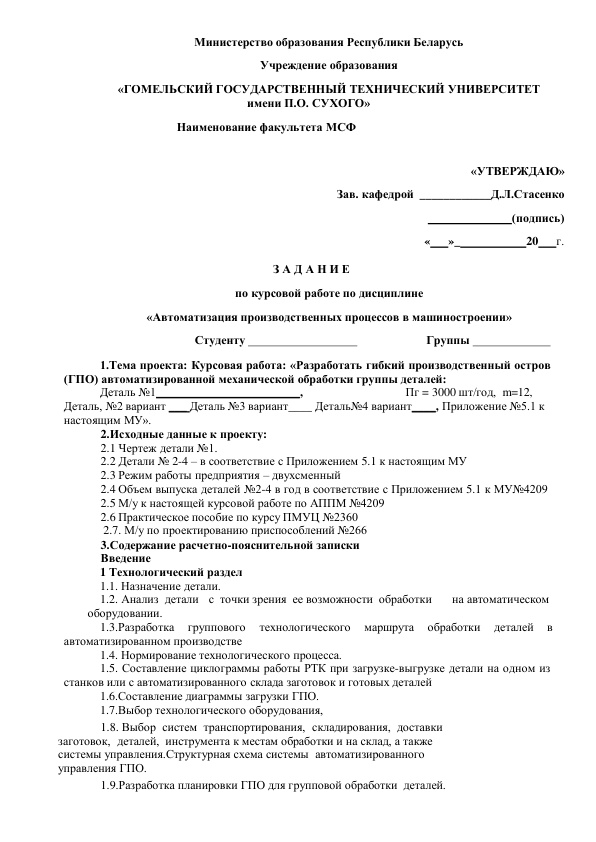 Министерство образования Республики Беларусь
Учреждение образования
«ГОМЕЛЬСКИЙ ГОСУДАРСТВЕННЫЙ ТЕХНИЧЕСКИЙ УНИВЕРСИТЕТ
имени П.О. СУХОГО»
Наименование факультета МСФ
«УТВЕРЖДАЮ»
Зав. кафедрой ____________Д.Л.Стасенко
______________(подпись)
«___»_____________20___г.
З А Д А Н И Е
по курсовой работе по дисциплине
«Автоматизация производственных процессов в машиностроении»
Студенту __________________ Группы _____________
1.Тема проекта: Курсовая работа: «Разработать гибкий производственный остров
(ГПО) автоматизированной механической обработки группы деталей:
Деталь №1________________________, Пг = 3000 шт/год, m=12,
Деталь, №2 вариант ____Деталь №3 вариант____ Деталь№4 вариант____, Приложение №5.1 к
настоящим МУ».
2.Исходные данные к проекту:
2.1 Чертеж детали №1.
2.2 Детали № 2-4 – в соответствие с Приложением 5.1 к настоящим МУ
2.3 Режим работы предприятия – двухсменный
2.4 Объем выпуска деталей №2-4 в год в соответствие с Приложением 5.1 к МУ№4209
2.5 М/у к настоящей курсовой работе по АППМ №4209
2.6 Практическое пособие по курсу ПМУЦ №2360
2.7. М/у по проектированию приспособлений №266
3.Содержание расчетно-пояснительной записки
Введение
1 Технологический раздел
1.1. Назначение детали.
1.2. Анализ детали с точки зрения ее возможности обработки на автоматическом
оборудовании.
1.3.Разработка группового технологического маршрута обработки деталей в
автоматизированном производстве
1.4. Нормирование технологического процесса.
1.5. Составление циклограммы работы РТК при загрузке-выгрузке детали на одном из
станков или с автоматизированного склада заготовок и готовых деталей
1.6.Составление диаграммы загрузки ГПО.
1.7.Выбор технологического оборудования,
1.8. Выбор систем транспортирования, складирования, доставки
заготовок, деталей, инструмента к местам обработки и на склад, а также
системы управления.Структурная схема системы автоматизированного
управления ГПО.
1.9.Разработка планировки ГПО для групповой обработки деталей.